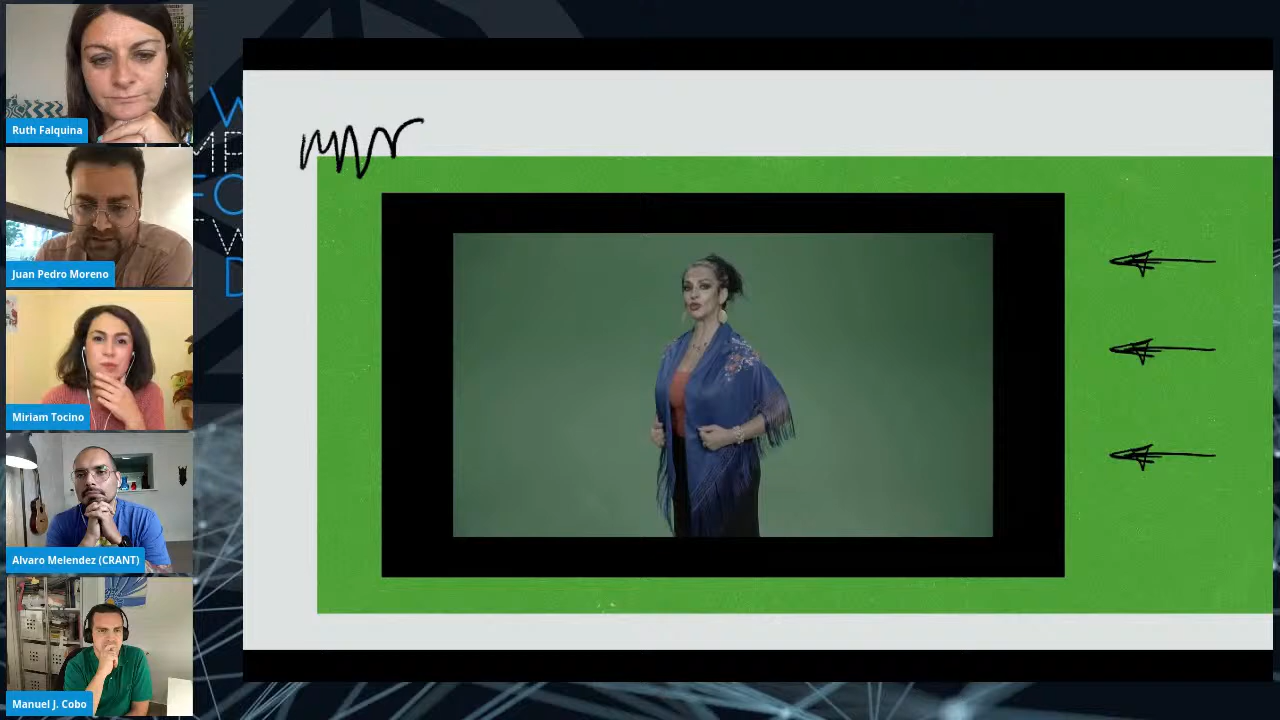 Ruth Falquina
Juan Pedro Moreno
Miriam Tocino
Alvaro Melendez (CRANT)
Manuel J. Cobo